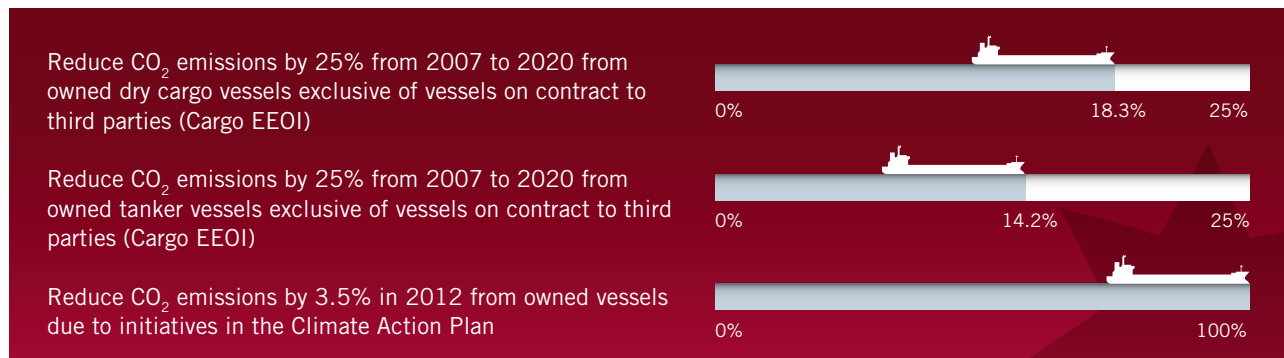 Reduce CO₂ emissions by 25% from 2007 to 2020 from
owned dry cargo vessels exclusive of vessels on contract to
third parties (Cargo EEOI)
0% 18.3% 25%
Reduce CO₂ emissions by 25% from 2007 to 2020 from
owned tanker vessels exclusive of vessels on contract to third
parties (Cargo EEOI)
0% 14.2% 25%
Reduce CO₂ emissions by 3.5% in 2012 from owned vessels
due to initiatives in the Climate Action Plan
0% 100%